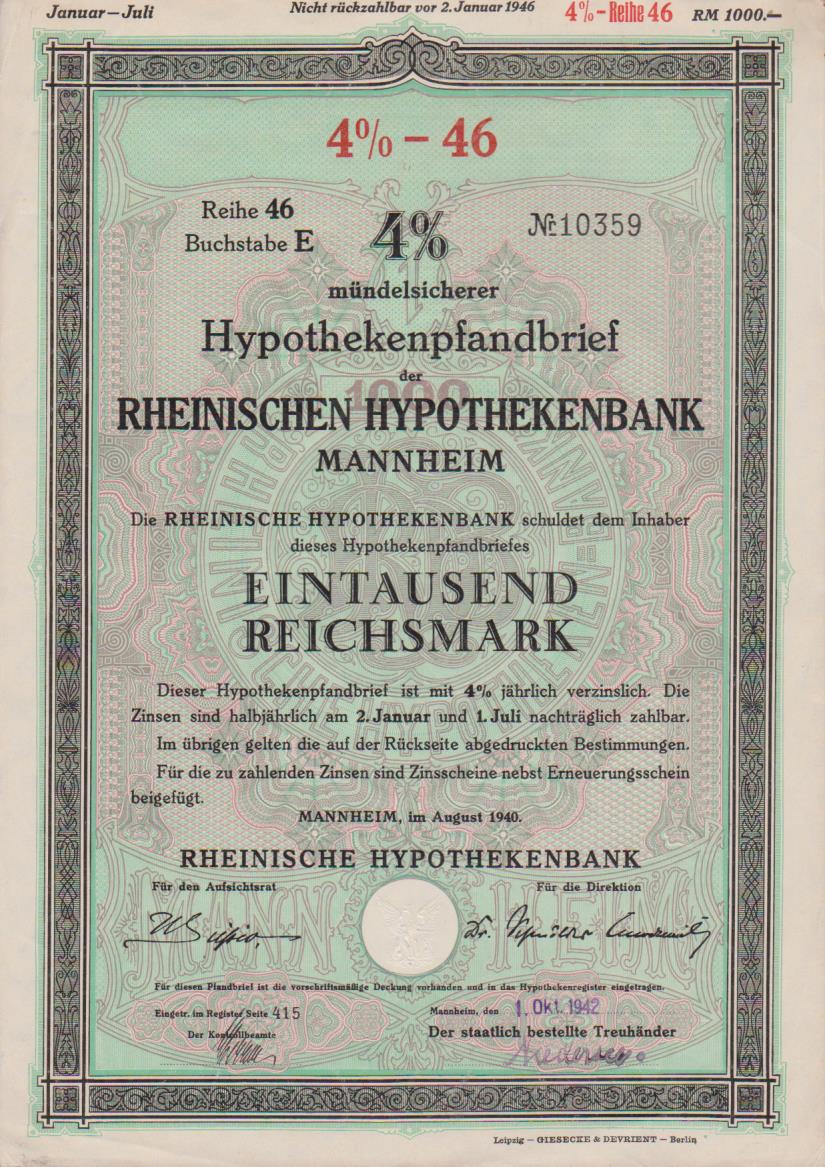 Januar—Juli
Nicht rückzahlbar vor 2. Januar 1946
4%-Reihe 46
RM 1000.—
4% - 46
Reihe 46
Buchstabe E
4%
№ 10359
mündelsicherer
Hypothekenpfandbrief
der
1000
RHEINISCHEN HYPOTHEKENBANK
MANNHEIM
Die RHEINISCHE HYPOTHEKENBANK schuldet dem Inhaber
dieses Hypothekenpfandbriefes
EINTAUSEND
REICHSMARK
Dieser Hypothekenpfandbrief ist mit 4% jährlich verzinslich. Die
Zinsen sind halbjährlich am 2. Januar und 1. Juli nachträglich zahlbar.
Im übrigen gelten die auf der Rückseite abgedruckten Bestimmungen.
Für die zu zahlenden Zinsen sind Zinsscheine nebst Erneuerungsschein
beigefügt.
MANNHEIM, im August 1940.
RHEINISCHE HYPOTHEKENBANK
Für den Aufsichtsrat
Für die Direktion
MANNHEIM
Für diesen Pfandbrief ist die vorschriftsmäßige Deckung vorhanden und in das Hypothekenregister eingetragen.
Eingetr. im Register Seite 415
Mannheim, den 1. Okt. 1942
Der Kontrollbeamte
Der staatlich bestellte Treuhänder
Leipzig — GIESECKE & DEVRIENT — Berlin